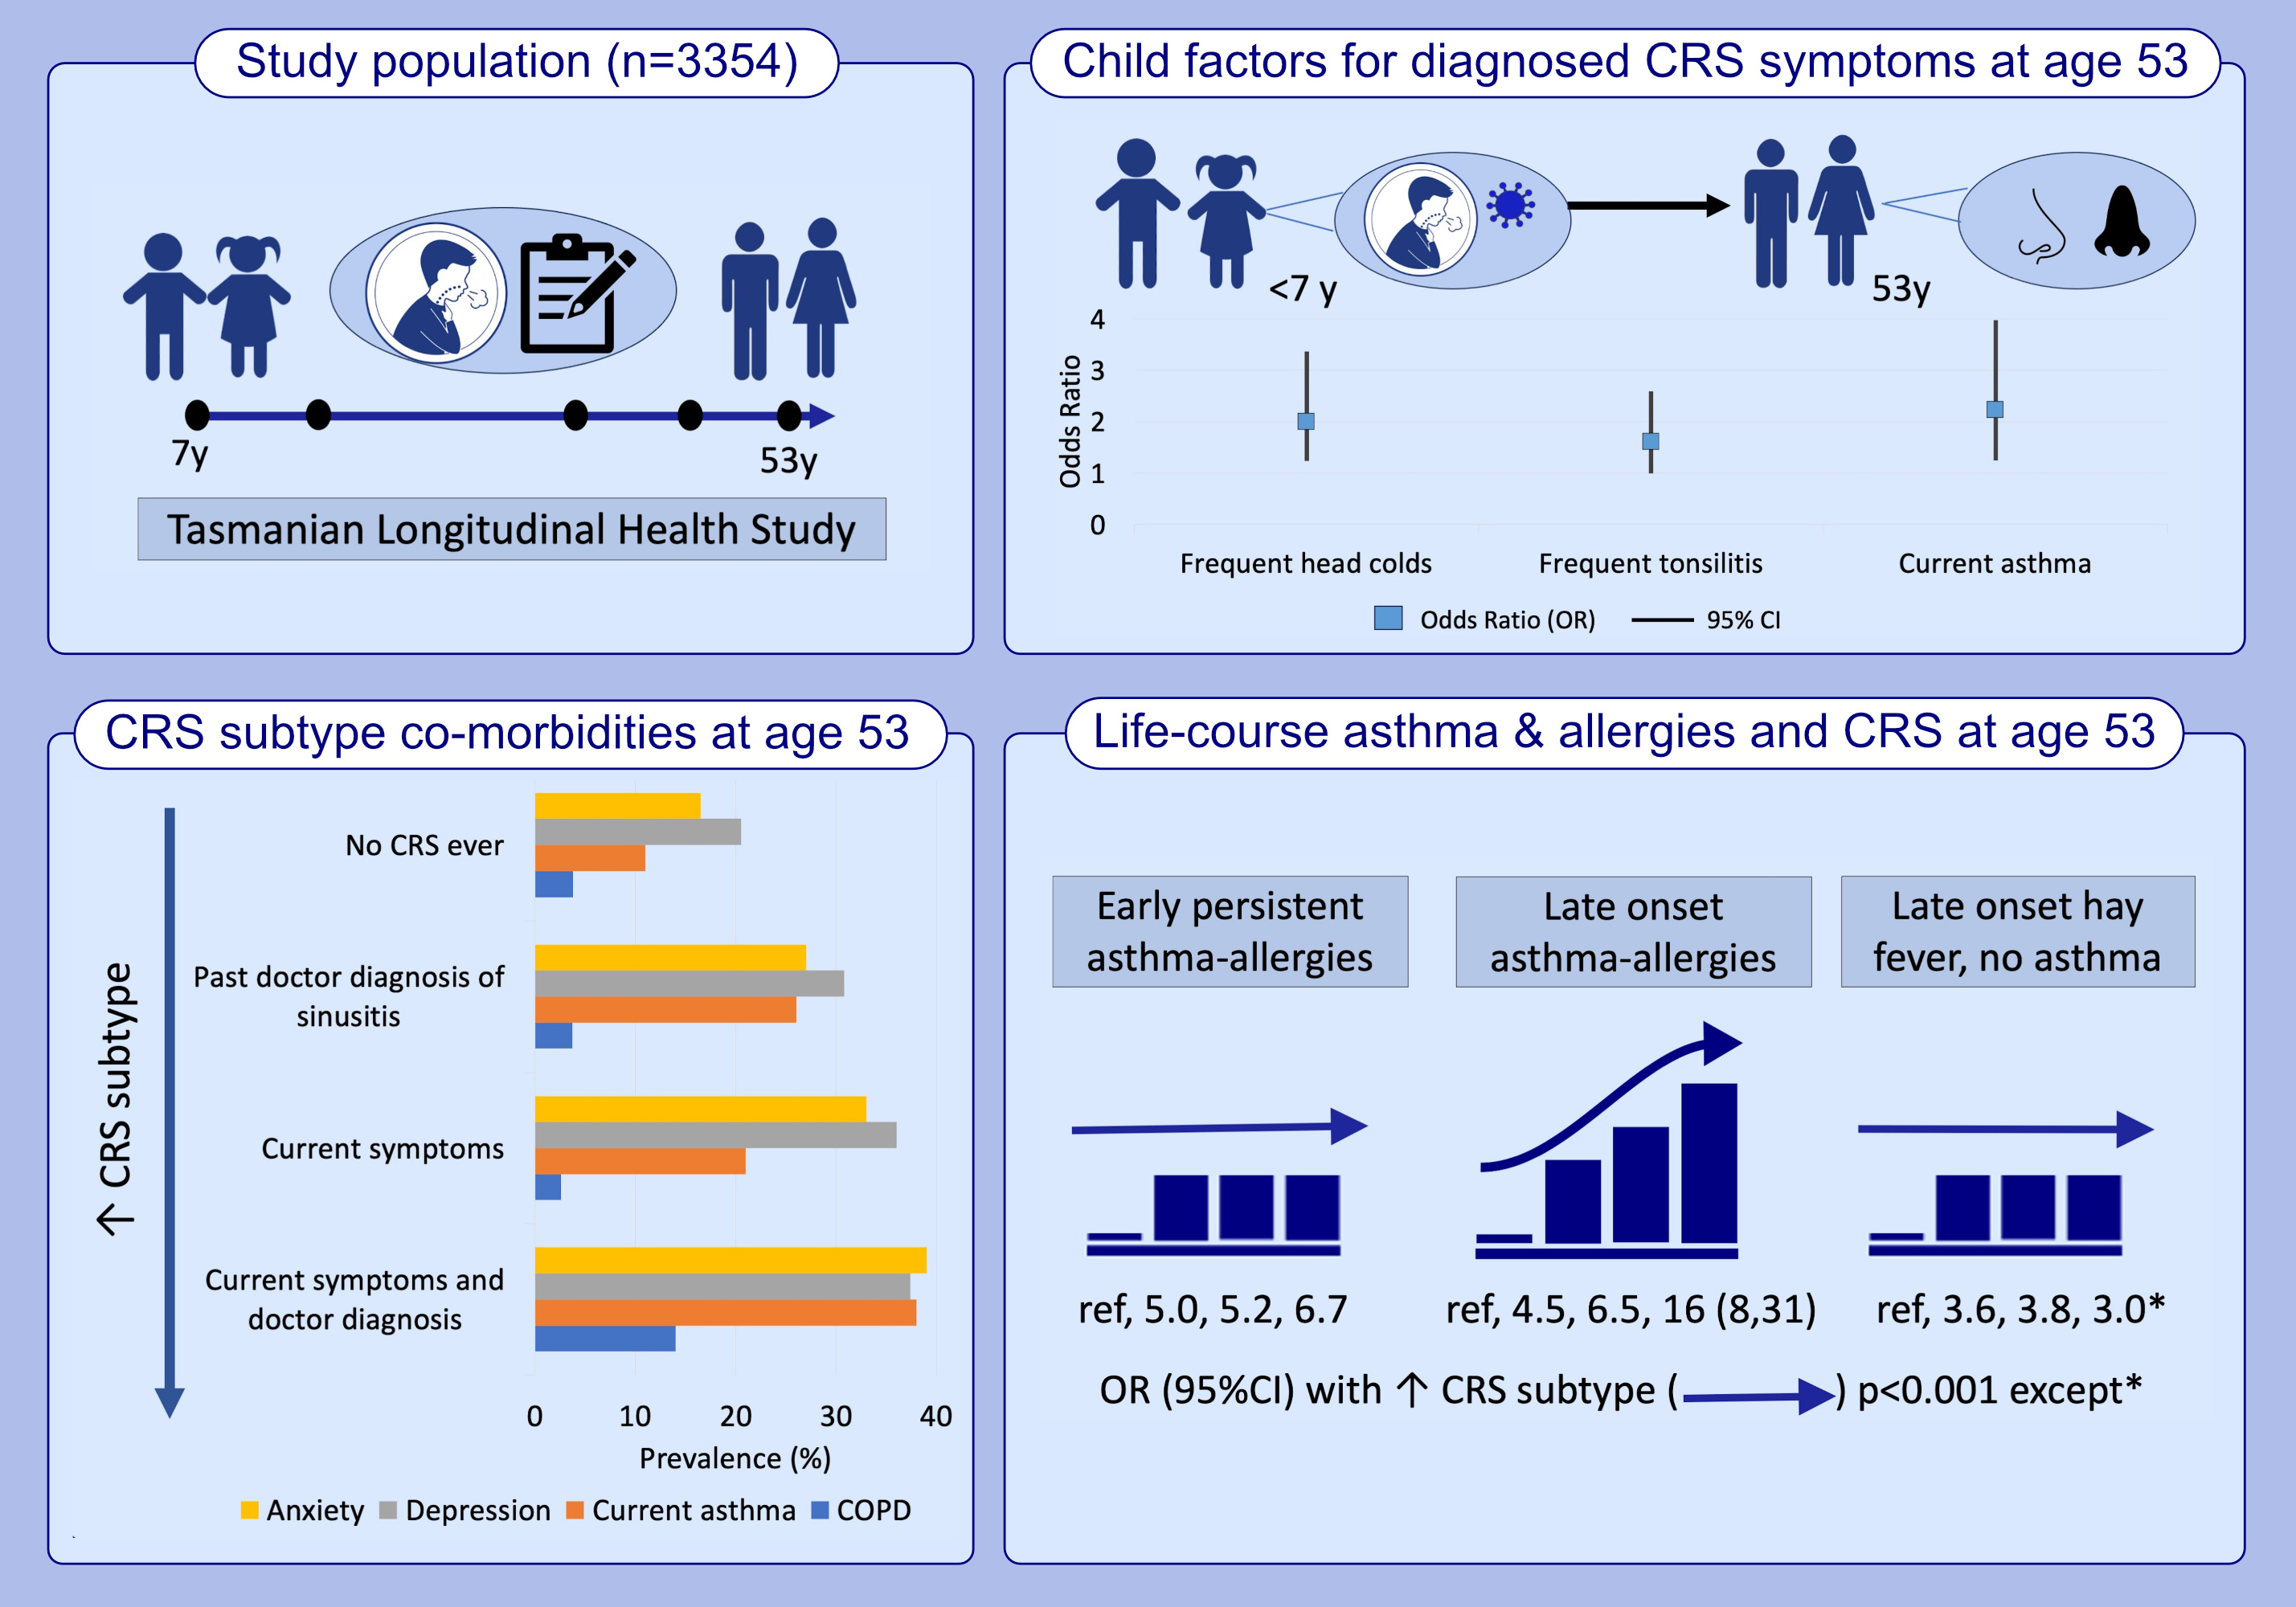 Study population (n=3354)
7y
53y
Tasmanian Longitudinal Health Study
Child factors for diagnosed CRS symptoms at age 53
<7 y
53y
Odds Ratio
4
3
2
1
0
Frequent head colds
Frequent tonsilitis
Current asthma
Odds Ratio (OR)
95% CI
CRS subtype co-morbidities at age 53
↑ CRS subtype
No CRS ever
Past doctor diagnosis of
sinusitis
Current symptoms
Current symptoms and
doctor diagnosis
0 10 20 30 40
Prevalence (%)
Anxiety Depression Current asthma COPD
Life-course asthma & allergies and CRS at age 53
Early persistent
asthma-allergies
Late onset
asthma-allergies
Late onset hay
fever, no asthma
ref, 5.0, 5.2, 6.7
ref, 4.5, 6.5, 16 (8,31)
ref, 3.6, 3.8, 3.0*
OR (95%CI) with ↑ CRS subtype (→) p<0.001 except*